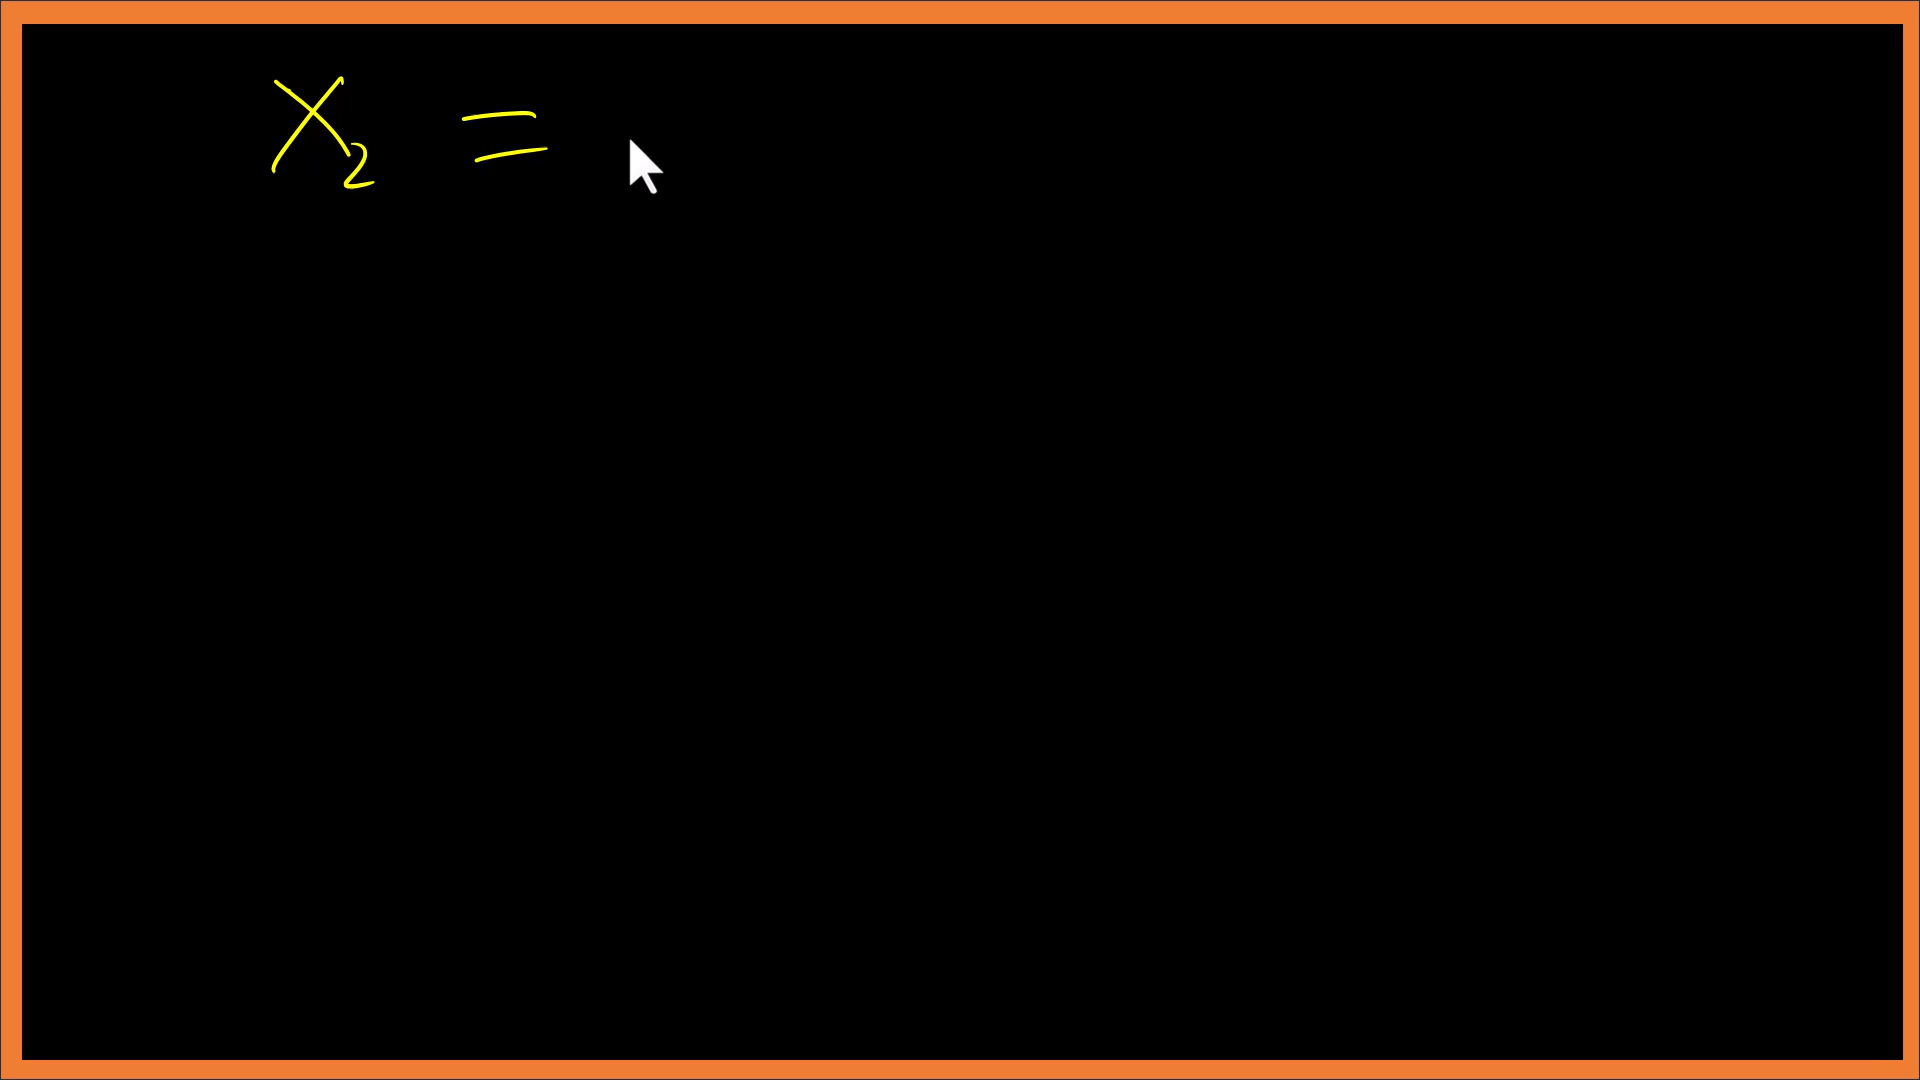 X₂ =